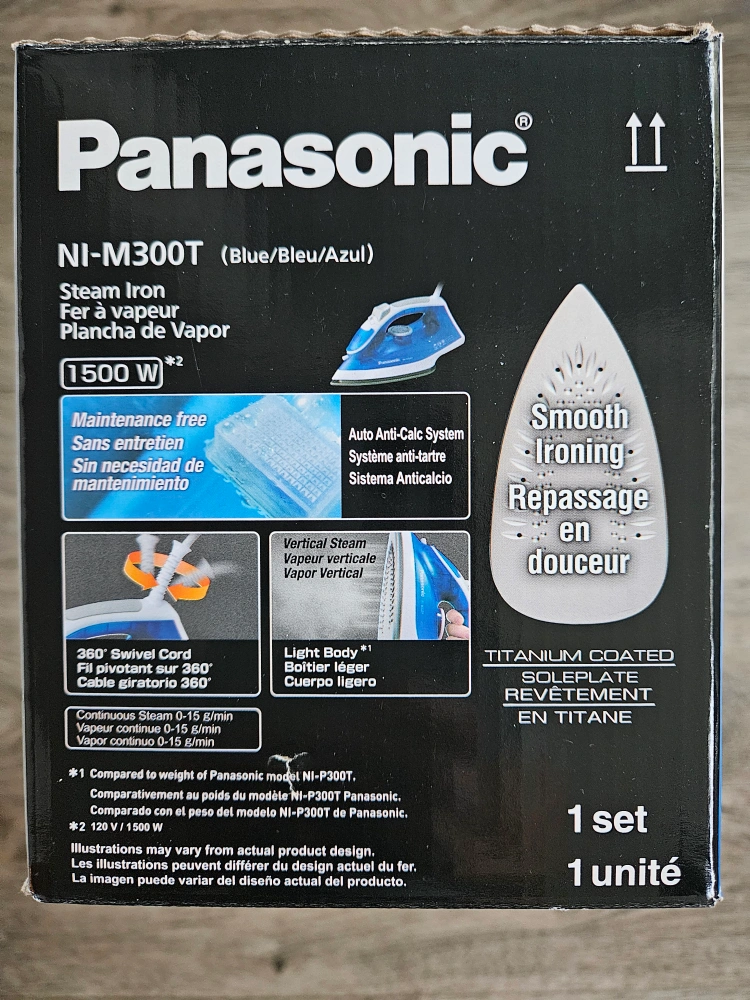 Panasonic®
NI-M300T (Blue/Bleu/Azul)
Steam Iron
Fer à vapeur
Plancha de Vapor
1500 W *2
Panasonic
Maintenance free
Sans entretien
Sin necesidad de
mantenimiento
Auto Anti-Calc System
Système anti-tartre
Sistema Anticalcio
Smooth
Ironing
Repassage
en
douceur
360° Swivel Cord
Fil pivotant sur 360°
Cable giratorio 360°
Vertical Steam
Vapeur verticale
Vapor Vertical
Light Body *1
Boîtier léger
Cuerpo ligero
TITANIUM COATED
SOLEPLATE
REVÊTEMENT
EN TITANE
Continuous Steam 0-15 g/min
Vapeur continue 0-15 g/min
Vapor continuo 0-15 g/min
*1 Compared to weight of Panasonic model NI-P300T.
Comparativement au poids du modèle NI-P300T Panasonic.
Comparado con el peso del modelo NI-P300T de Panasonic.
*2 120 V / 1500 W
Illustrations may vary from actual product design.
Les illustrations peuvent différer du design actuel du fer.
La imagen puede variar del diseño actual del producto.
1 set
1 unité